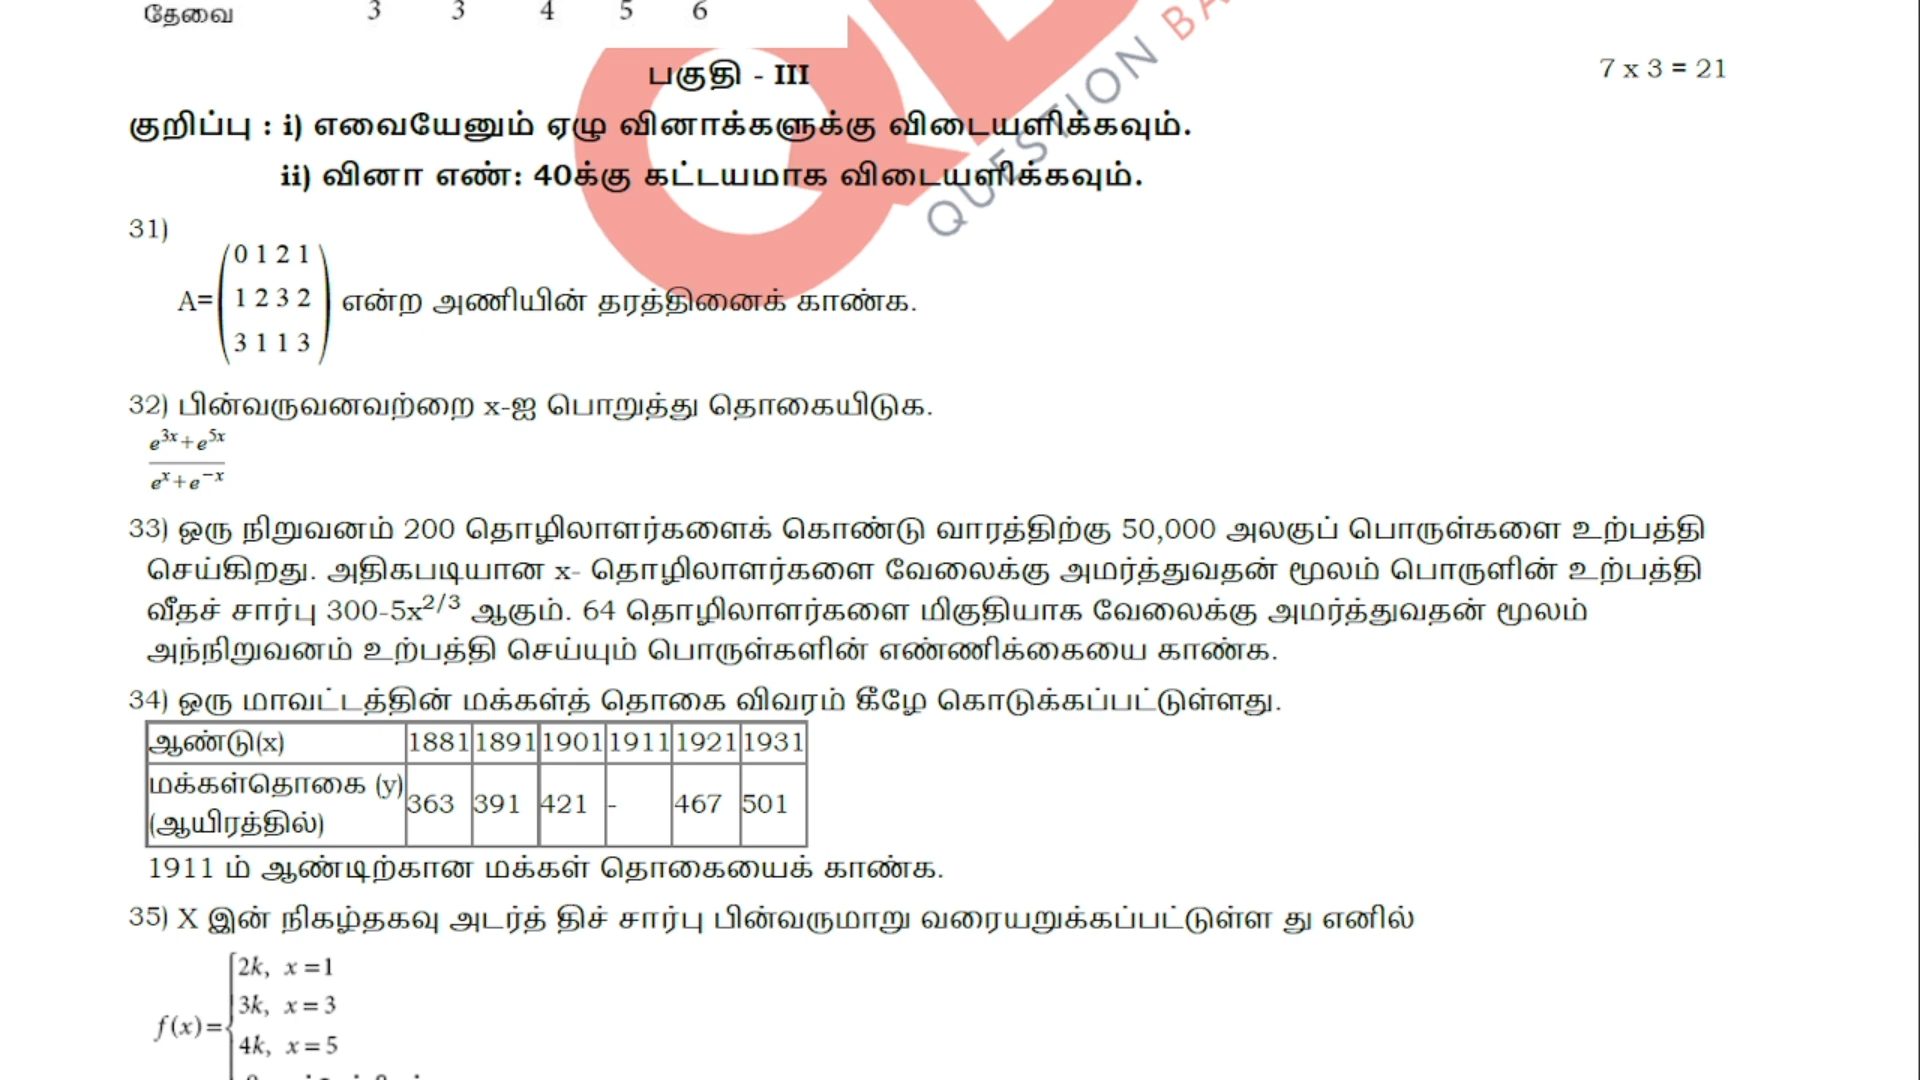 தேவை 3 3 4 5 6
பகுதி - III
7 x 3 = 21
குறிப்பு : i) எவையேனும் ஏழு வினாக்களுக்கு விடையளிக்கவும்.
ii) வினா எண்: 40க்கு கட்டயமாக விடையளிக்கவும்.
QUESTION BA
31)
0 1 2 1
A= 1 2 3 2 என்ற அணியின் தரத்தினைக் காண்க.
3 1 1 3
32) பின்வருவனவற்றை x-ஐ பொறுத்து தொகையிடுக.
e³ˣ+e⁵ˣ
eˣ+e⁻ˣ
33) ஒரு நிறுவனம் 200 தொழிலாளர்களைக் கொண்டு வாரத்திற்கு 50,000 அலகுப் பொருள்களை உற்பத்தி
செய்கிறது. அதிகபடியான x- தொழிலாளர்களை வேலைக்கு அமர்த்துவதன் மூலம் பொருளின் உற்பத்தி
வீதச் சார்பு 300-5x^2/3 ஆகும். 64 தொழிலாளர்களை மிகுதியாக வேலைக்கு அமர்த்துவதன் மூலம்
அந்நிறுவனம் உற்பத்தி செய்யும் பொருள்களின் எண்ணிக்கையை காண்க.
34) ஒரு மாவட்டத்தின் மக்கள்த் தொகை விவரம் கீழே கொடுக்கப்பட்டுள்ளது.
ஆண்டு(x) 1881 1891 1901 1911 1921 1931
மக்கள்தொகை (y)
(ஆயிரத்தில்) 363 391 421 - 467 501
1911 ம் ஆண்டிற்கான மக்கள் தொகையைக் காண்க.
35) X இன் நிகழ்தகவு அடர்த் திச் சார்பு பின்வருமாறு வரையறுக்கப்பட்டுள்ள து எனில்
2k, x = 1
3k, x = 3
f(x) =
4k, x = 5